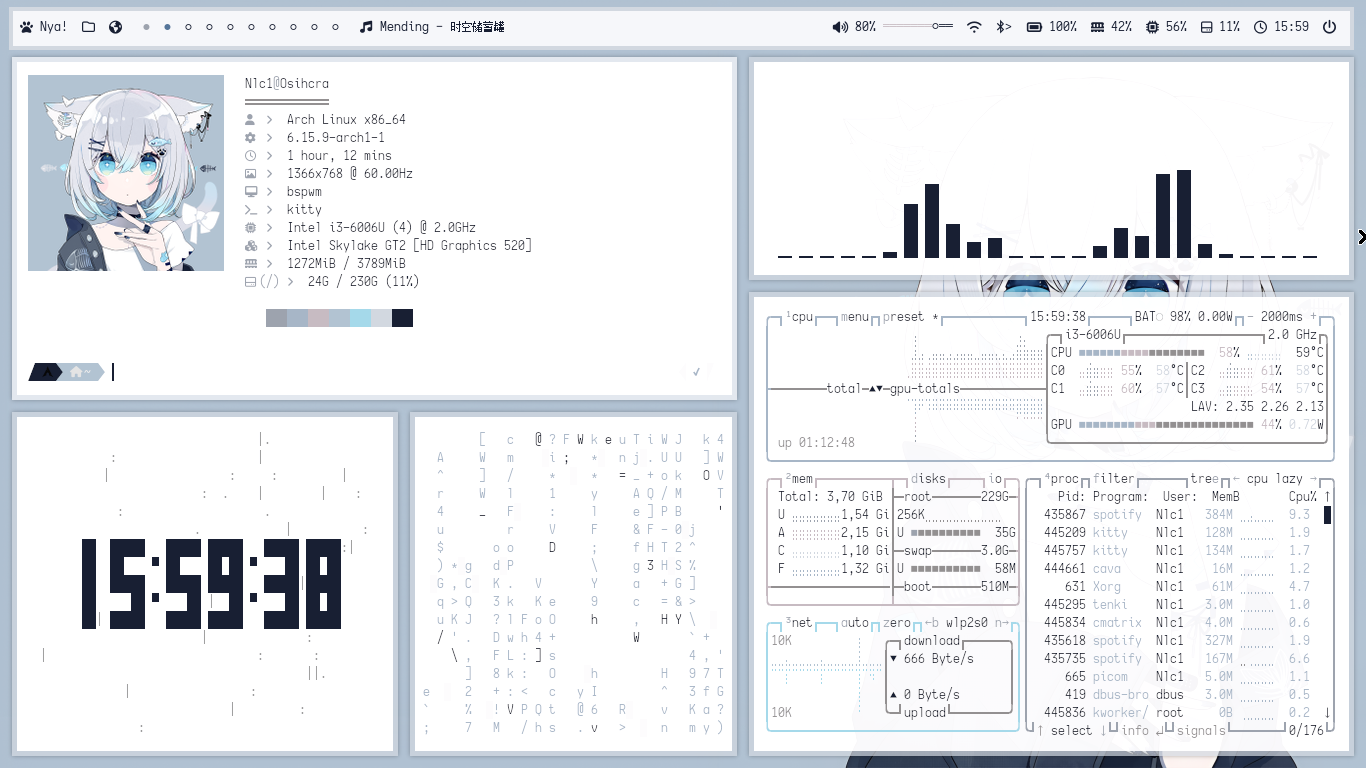 Nya! Mending - 时空储蓄罐 80% 100% 42% 56% 11% 15:59
Nlc1@Osihcra
> Arch Linux x86_64
> 6.15.9-arch1-1
> 1 hour, 12 mins
> 1366x768 @ 60.00Hz
> bspwm
> kitty
> Intel i3-6006U (4) @ 2.0GHz
> Intel Skylake GT2 [HD Graphics 520]
> 1272MiB / 3789MiB
(/) > 24G / 230G (11%)
~
15:59:38
¹cpu menu preset * 15:59:38 BAT○ 98% 0.00W - 2000ms +
i3-6006U 2.0 GHz
CPU 58% 59°C
C0 55% 58°C C2 61% 58°C
total▲▼gpu-totals C1 60% 57°C C3 54% 57°C
LAV: 2.35 2.26 2.13
up 01:12:48 GPU 44% 0.72W
²mem disks io
Total: 3,70 GiB root 229G
U 1,54 Gi 256K
A 2,15 Gi U 35G
C 1,10 Gi swap 3.0G
F 1,32 Gi U 58M
boot 510M
³net auto zero ←b wlp2s0 n→
10K download
▼ 666 Byte/s
▲ 0 Byte/s
10K upload
⁴proc filter tree ← cpu lazy →
Pid: Program: User: MemB Cpu% ↑
435867 spotify Nlc1 384M 9.3
445209 kitty Nlc1 128M 1.9
445757 kitty Nlc1 134M 1.7
444661 cava Nlc1 16M 1.2
631 Xorg Nlc1 61M 4.7
445295 tenki Nlc1 3.0M 1.0
445834 cmatrix Nlc1 4.0M 0.6
435618 spotify Nlc1 327M 1.9
435735 spotify Nlc1 167M 6.6
665 picom Nlc1 5.0M 1.1
419 dbus-bro dbus 3.0M 0.5
445836 kworker/ root 0B 0.2 ↓
↑ select ↓ info ↵ signals 0/176